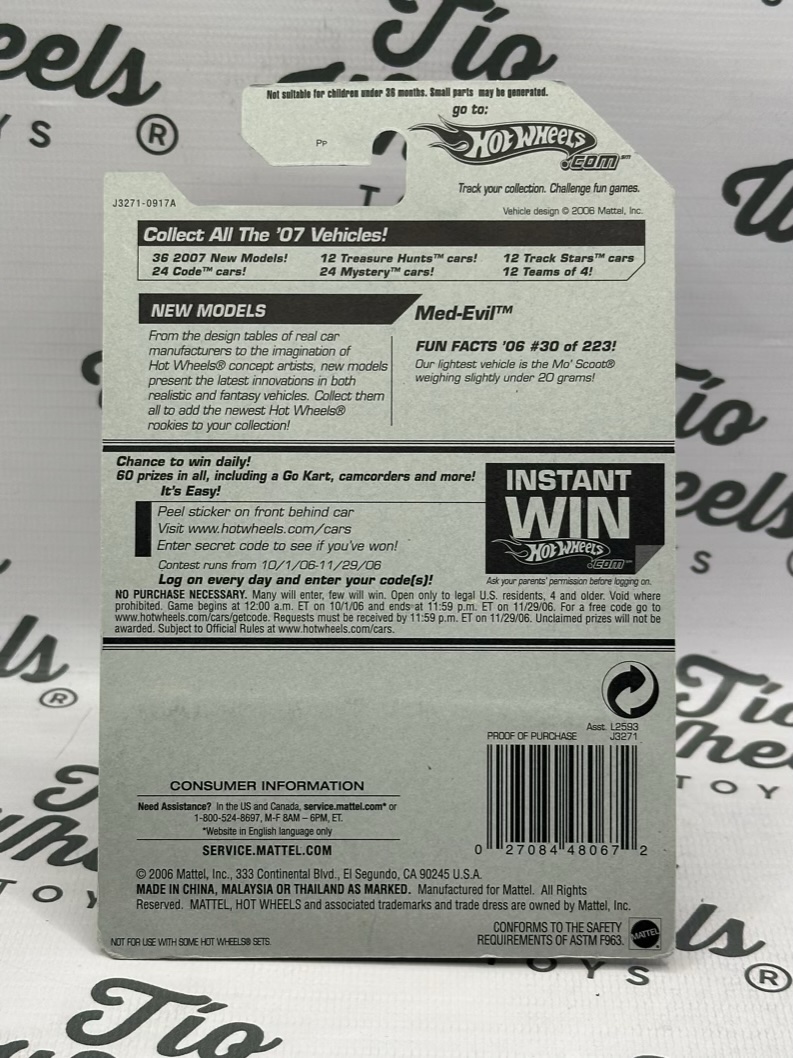 Not suitable for children under 36 months. Small parts may be generated.
go to:
Pp
HOT WHEELS
.COM℠
Track your collection. Challenge fun games.
J3271-0917A
Vehicle design © 2006 Mattel, Inc.
Collect All The '07 Vehicles!
36 2007 New Models! 12 Treasure Hunts™ cars! 12 Track Stars™ cars
24 Code™ cars! 24 Mystery™ cars! 12 Teams of 4!
NEW MODELS
From the design tables of real car
manufacturers to the imagination of
Hot Wheels® concept artists, new models
present the latest innovations in both
realistic and fantasy vehicles. Collect them
all to add the newest Hot Wheels®
rookies to your collection!
Med-Evil™
FUN FACTS '06 #30 of 223!
Our lightest vehicle is the Mo' Scoot®
weighing slightly under 20 grams!
Chance to win daily!
60 prizes in all, including a Go Kart, camcorders and more!
It's Easy!
Peel sticker on front behind car
Visit www.hotwheels.com/cars
Enter secret code to see if you've won!
Contest runs from 10/1/06-11/29/06
Log on every day and enter your code(s)!
INSTANT
WIN
HOT WHEELS
.COM℠
Ask your parents' permission before logging on.
NO PURCHASE NECESSARY. Many will enter, few will win. Open only to legal U.S. residents, 4 and older. Void where
prohibited. Game begins at 12:00 a.m. ET on 10/1/06 and ends at 11:59 p.m. ET on 11/29/06. For a free code go to
www.hotwheels.com/cars/getcode. Requests must be received by 11:59 p.m. ET on 11/29/06. Unclaimed prizes will not be
awarded. Subject to Official Rules at www.hotwheels.com/cars.
Asst. L2593
PROOF OF PURCHASE J3271
0 27084 48067 2
CONSUMER INFORMATION
Need Assistance? In the US and Canada, service.mattel.com* or
1-800-524-8697, M-F 8AM – 6PM, ET.
*Website in English language only
SERVICE.MATTEL.COM
© 2006 Mattel, Inc., 333 Continental Blvd., El Segundo, CA 90245 U.S.A.
MADE IN CHINA, MALAYSIA OR THAILAND AS MARKED. Manufactured for Mattel. All Rights
Reserved. MATTEL, HOT WHEELS and associated trademarks and trade dress are owned by Mattel, Inc.
CONFORMS TO THE SAFETY
REQUIREMENTS OF ASTM F963.
MATTEL
NOT FOR USE WITH SOME HOT WHEELS® SETS.
Tío
Wheels
TOYS
®